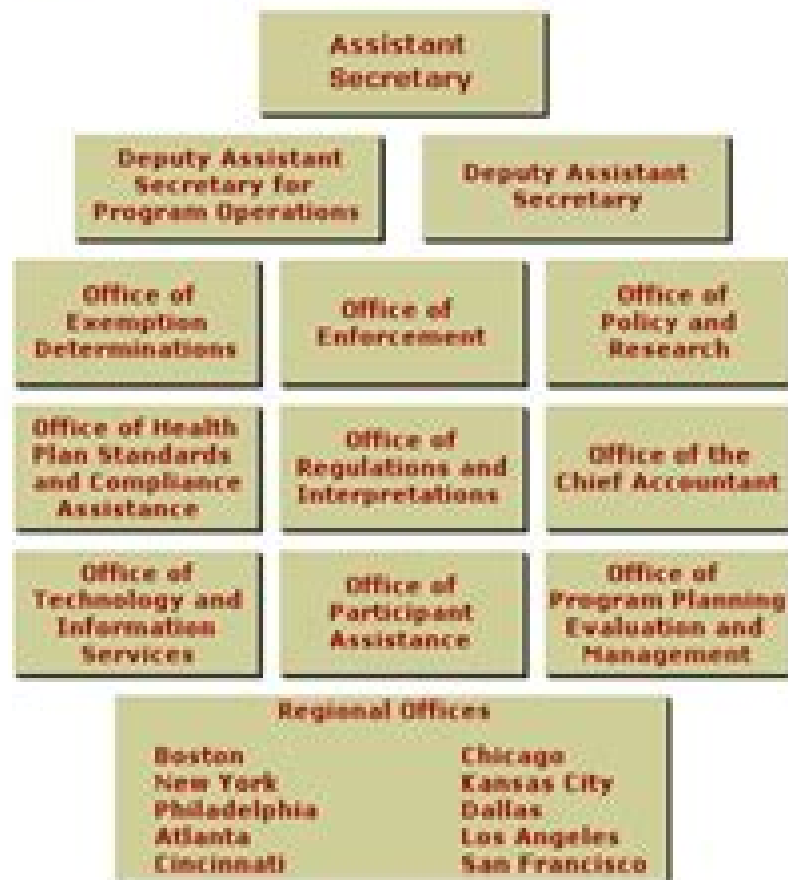 Assistant
Secretary
Deputy Assistant
Secretary for
Program Operations
Deputy Assistant
Secretary
Office of
Exemption
Determinations
Office of
Enforcement
Office of
Policy and
Research
Office of Health
Plan Standards
and Compliance
Assistance
Office of
Regulations and
Interpretations
Office of the
Chief Accountant
Office of
Technology and
Information
Services
Office of
Participant
Assistance
Office of
Program Planning
Evaluation and
Management
Regional Offices
Boston
New York
Philadelphia
Atlanta
Cincinnati
Chicago
Kansas City
Dallas
Los Angeles
San Francisco